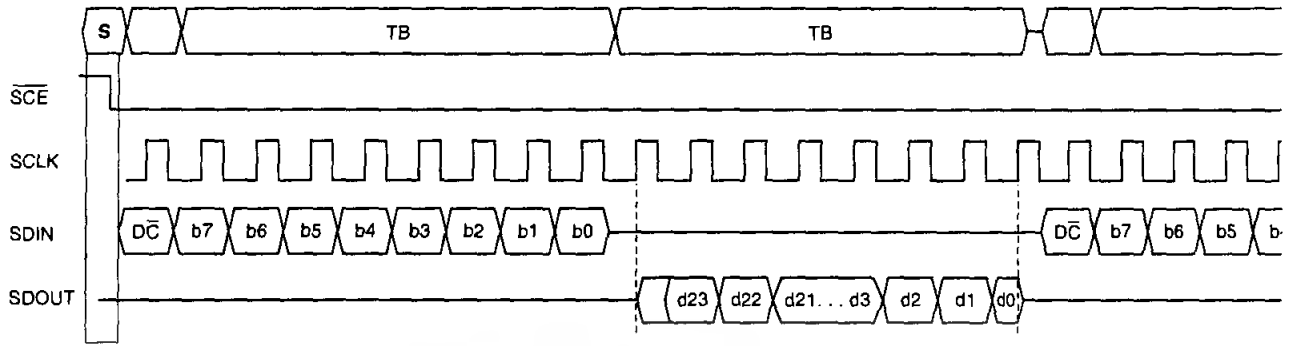 S TB TB
S̅C̅E̅
SCLK
SDIN DC̅ b7 b6 b5 b4 b3 b2 b1 b0 DC̅ b7 b6 b5
SDOUT d23 d22 d21...d3 d2 d1 d0